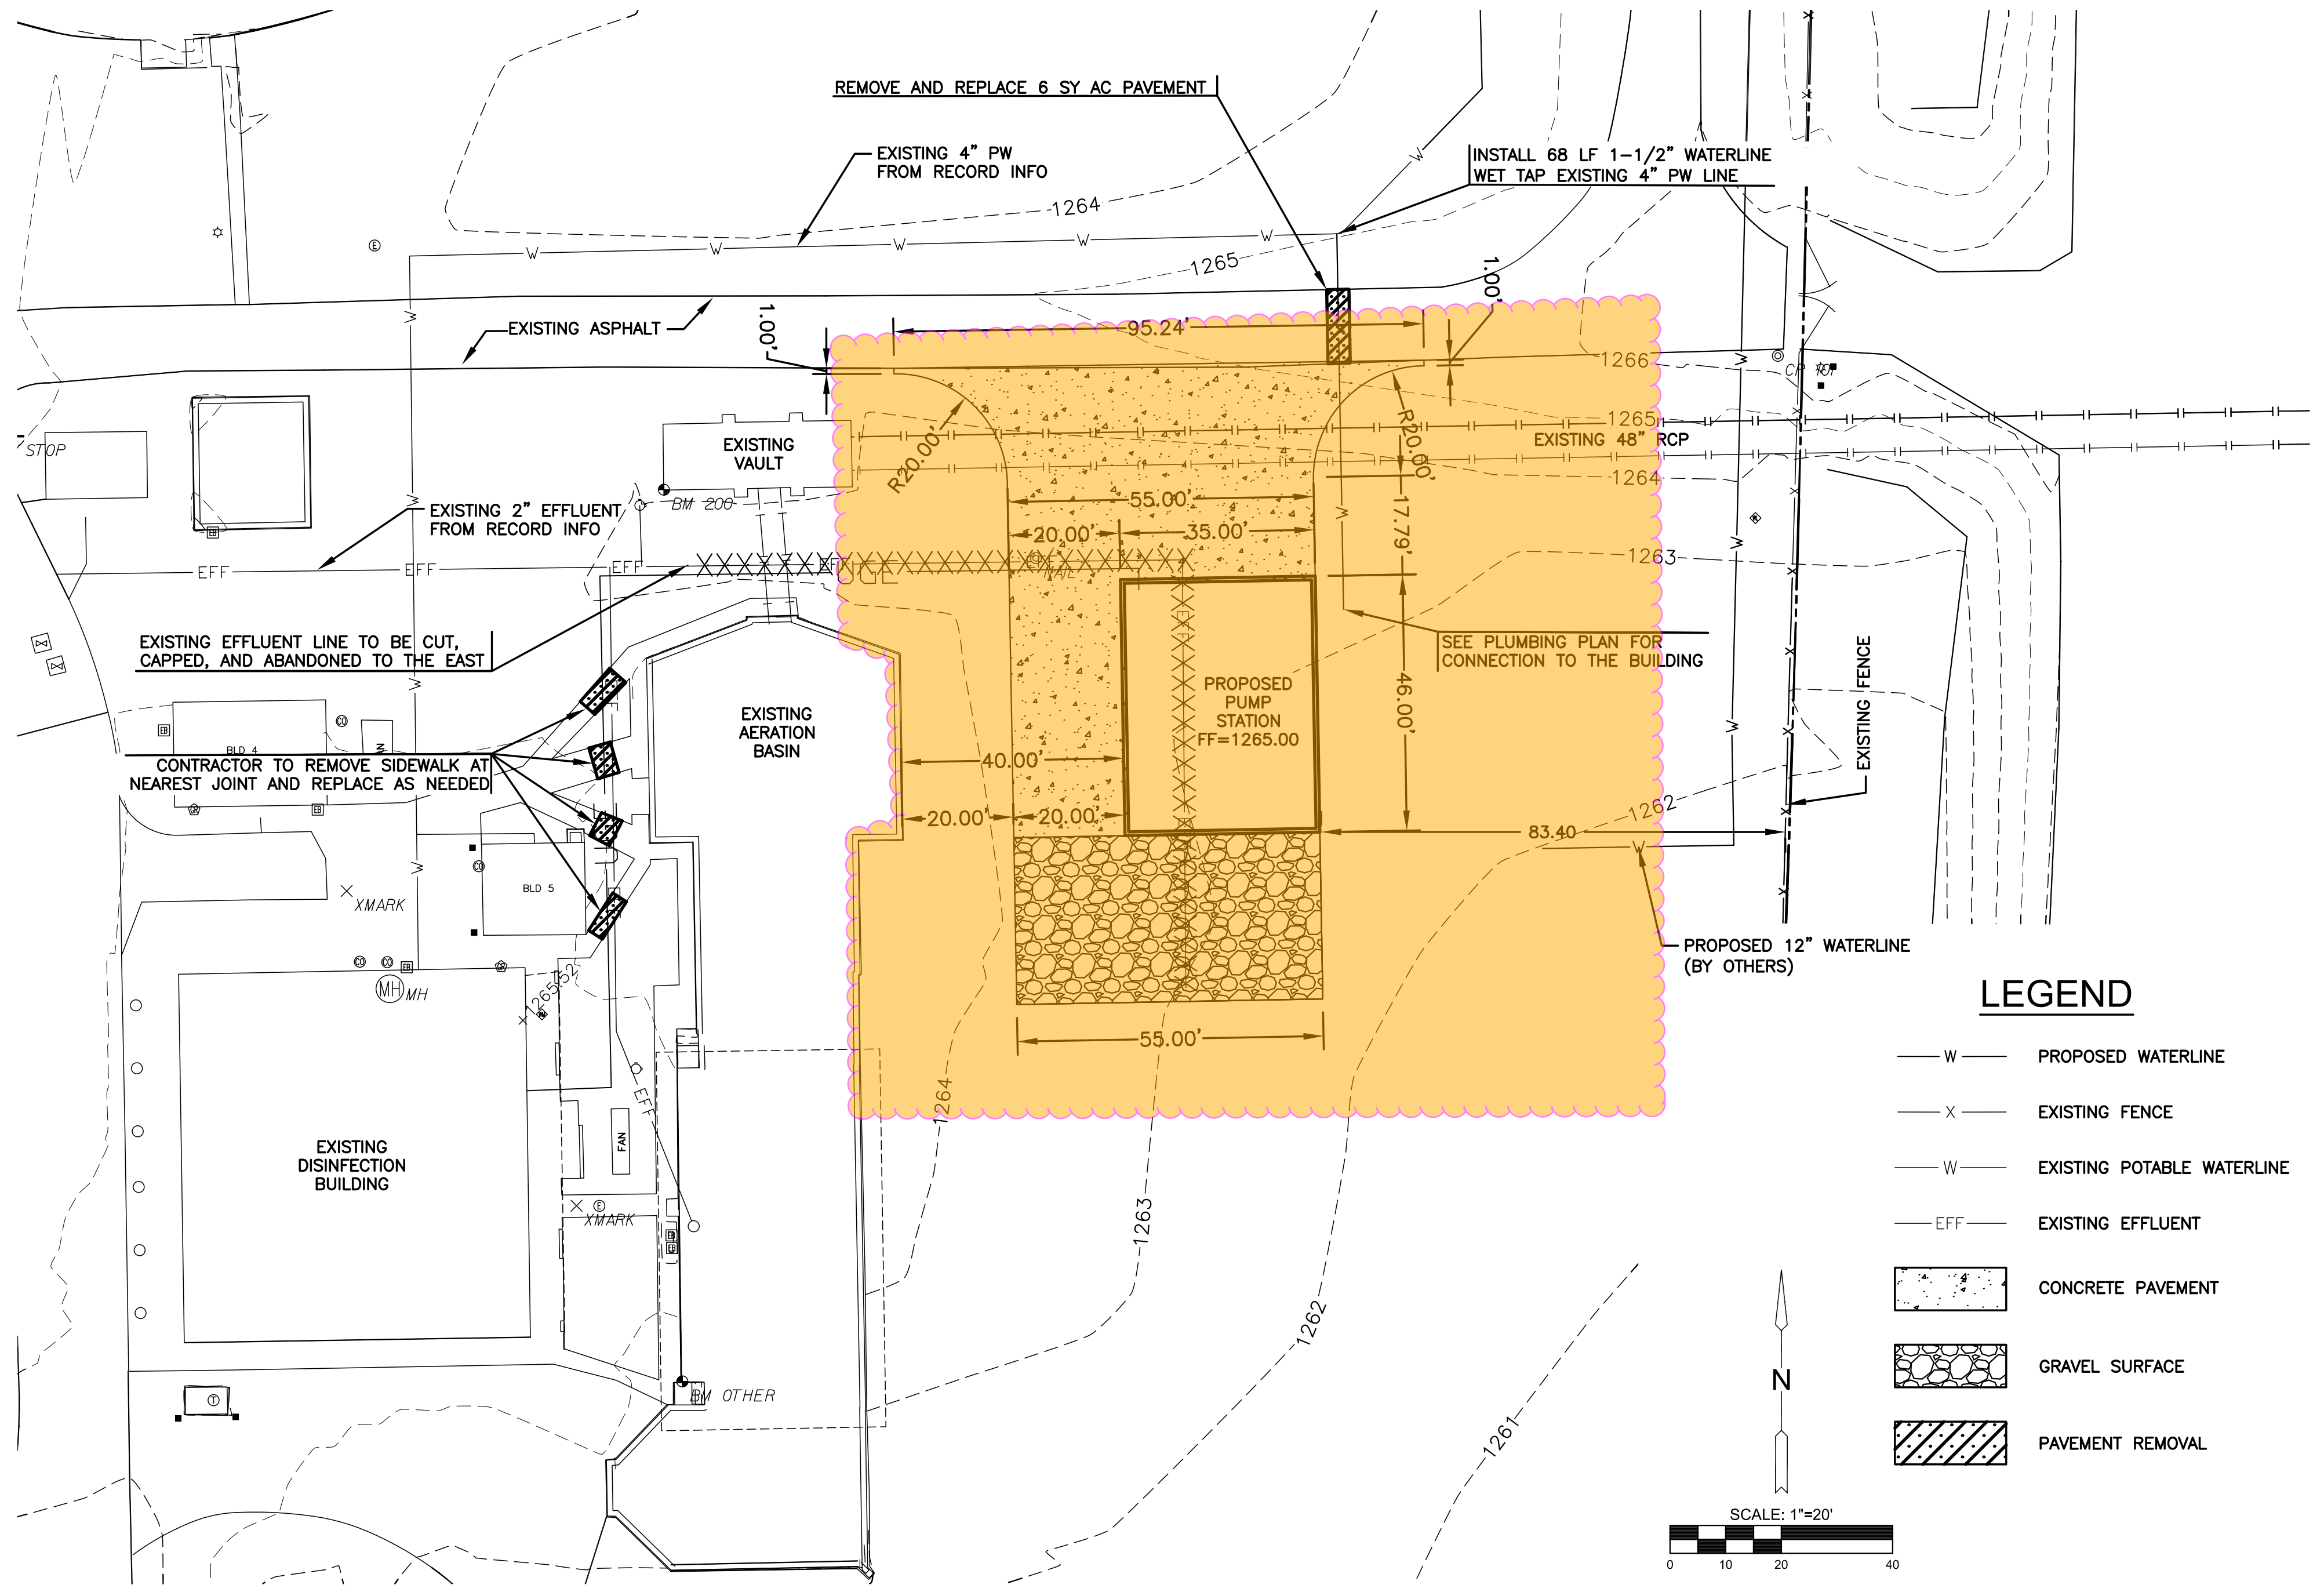 REMOVE AND REPLACE 6 SY AC PAVEMENT
EXISTING 4" PW
FROM RECORD INFO
INSTALL 68 LF 1-1/2" WATERLINE
WET TAP EXISTING 4" PW LINE
1264
W
W
W
W
W
W
1265
EXISTING ASPHALT
W
1.00'
95.24'
1.00'
1266
W
STOP
EXISTING
VAULT
R20.00'
R20.00'
1265
EXISTING 48" RCP
1264
BM 200
W
EXISTING 2" EFFLUENT
FROM RECORD INFO
55.00'
20.00'
35.00'
17.79'
W
W
1263
EFF
EFF
EFF
NAIL
EXISTING EFFLUENT LINE TO BE CUT,
CAPPED, AND ABANDONED TO THE EAST
SEE PLUMBING PLAN FOR
CONNECTION TO THE BUILDING
W
PROPOSED
PUMP
STATION
FF=1265.00
46.00'
EXISTING FENCE
EXISTING
AERATION
BASIN
BLD 4
CONTRACTOR TO REMOVE SIDEWALK AT
NEAREST JOINT AND REPLACE AS NEEDED
40.00'
20.00'
20.00'
83.40
1262
W
W
W
BLD 5
XMARK
PROPOSED 12" WATERLINE
(BY OTHERS)
MH
MH
1265.52
55.00'
1264
EFF
FAN
EXISTING
DISINFECTION
BUILDING
XMARK
1263
1262
BM OTHER
1261
LEGEND
W PROPOSED WATERLINE
X EXISTING FENCE
W EXISTING POTABLE WATERLINE
EFF EXISTING EFFLUENT
CONCRETE PAVEMENT
GRAVEL SURFACE
PAVEMENT REMOVAL
N
SCALE: 1"=20'
0 10 20 40